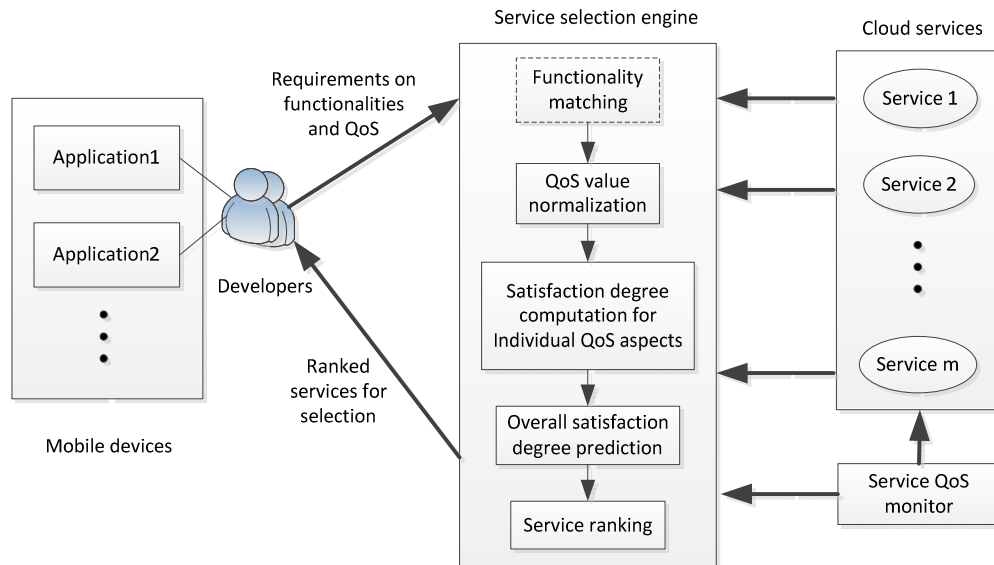 Service selection engine
Cloud services
Requirements on
functionalities
and QoS
Functionality
matching
Service 1
Application1
QoS value
normalization
Service 2
Application2
Developers
Satisfaction degree
computation for
Individual QoS aspects
Ranked
services for
selection
Service m
Mobile devices
Overall satisfaction
degree prediction
Service QoS
monitor
Service ranking